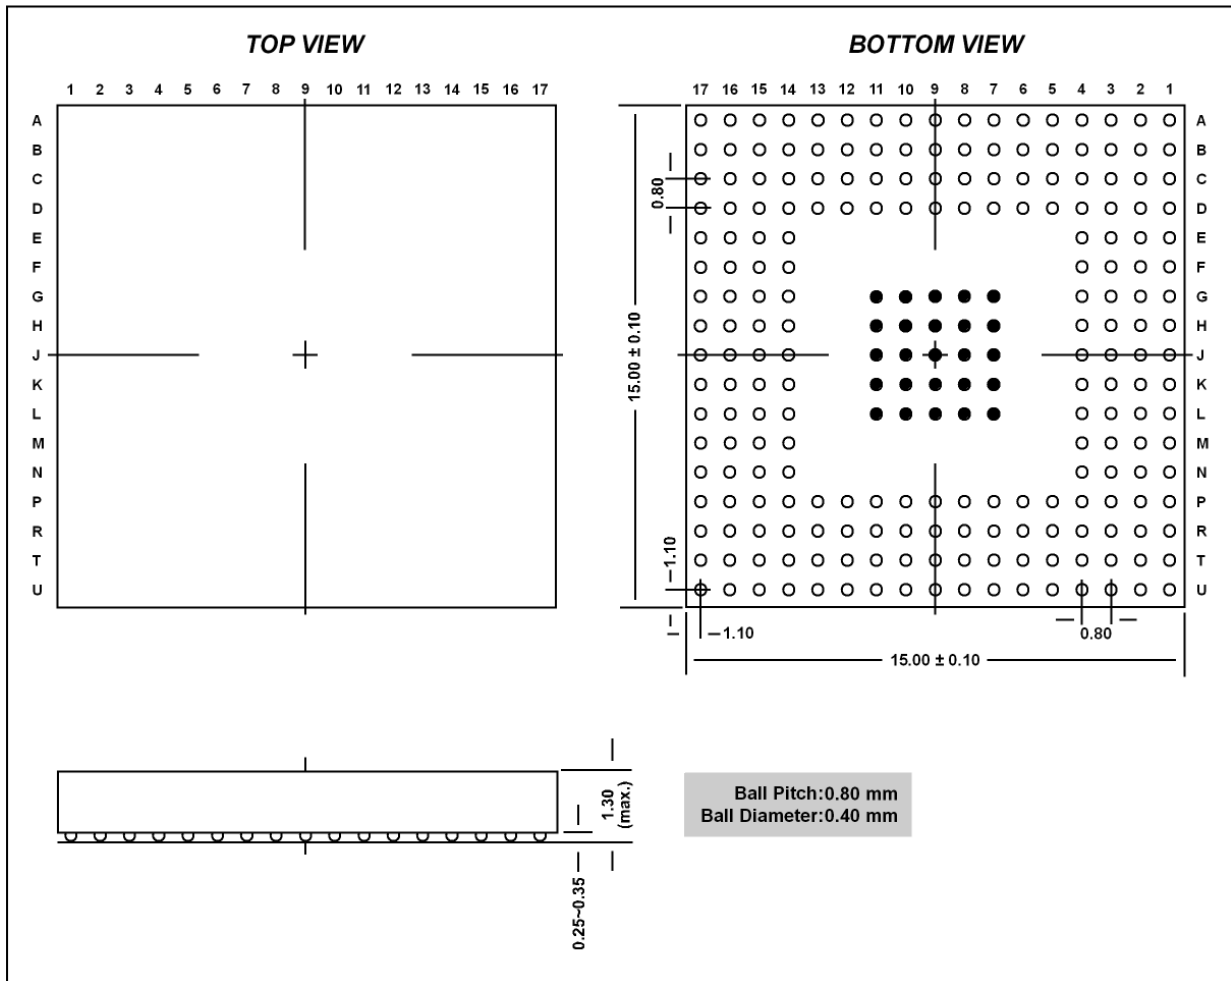 TOP VIEW
1 2 3 4 5 6 7 8 9 10 11 12 13 14 15 16 17
A
B
C
D
E
F
G
H
J
K
L
M
N
P
R
T
U
BOTTOM VIEW
17 16 15 14 13 12 11 10 9 8 7 6 5 4 3 2 1
A
B
C
D
E
F
G
H
J
K
L
M
N
P
R
T
U
0.80
15.00 ± 0.10
1.10
1.10
0.80
15.00 ± 0.10
1.30
(max.)
0.25~0.35
Ball Pitch:0.80 mm
Ball Diameter:0.40 mm